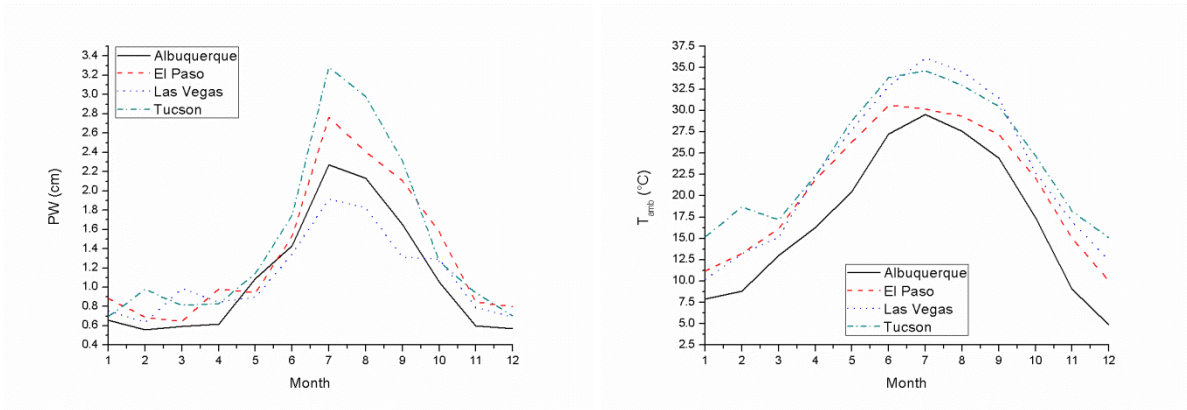 3.4
3.2
3.0
2.8
2.6
2.4
2.2
2.0
1.8
1.6
1.4
1.2
1.0
0.8
0.6
0.4
PW (cm)
Albuquerque
El Paso
Las Vegas
Tucson
1 2 3 4 5 6 7 8 9 10 11 12
Month
37.5
35.0
32.5
30.0
27.5
25.0
22.5
20.0
17.5
15.0
12.5
10.0
7.5
5.0
2.5
T amb (°C)
Albuquerque
El Paso
Las Vegas
Tucson
1 2 3 4 5 6 7 8 9 10 11 12
Month